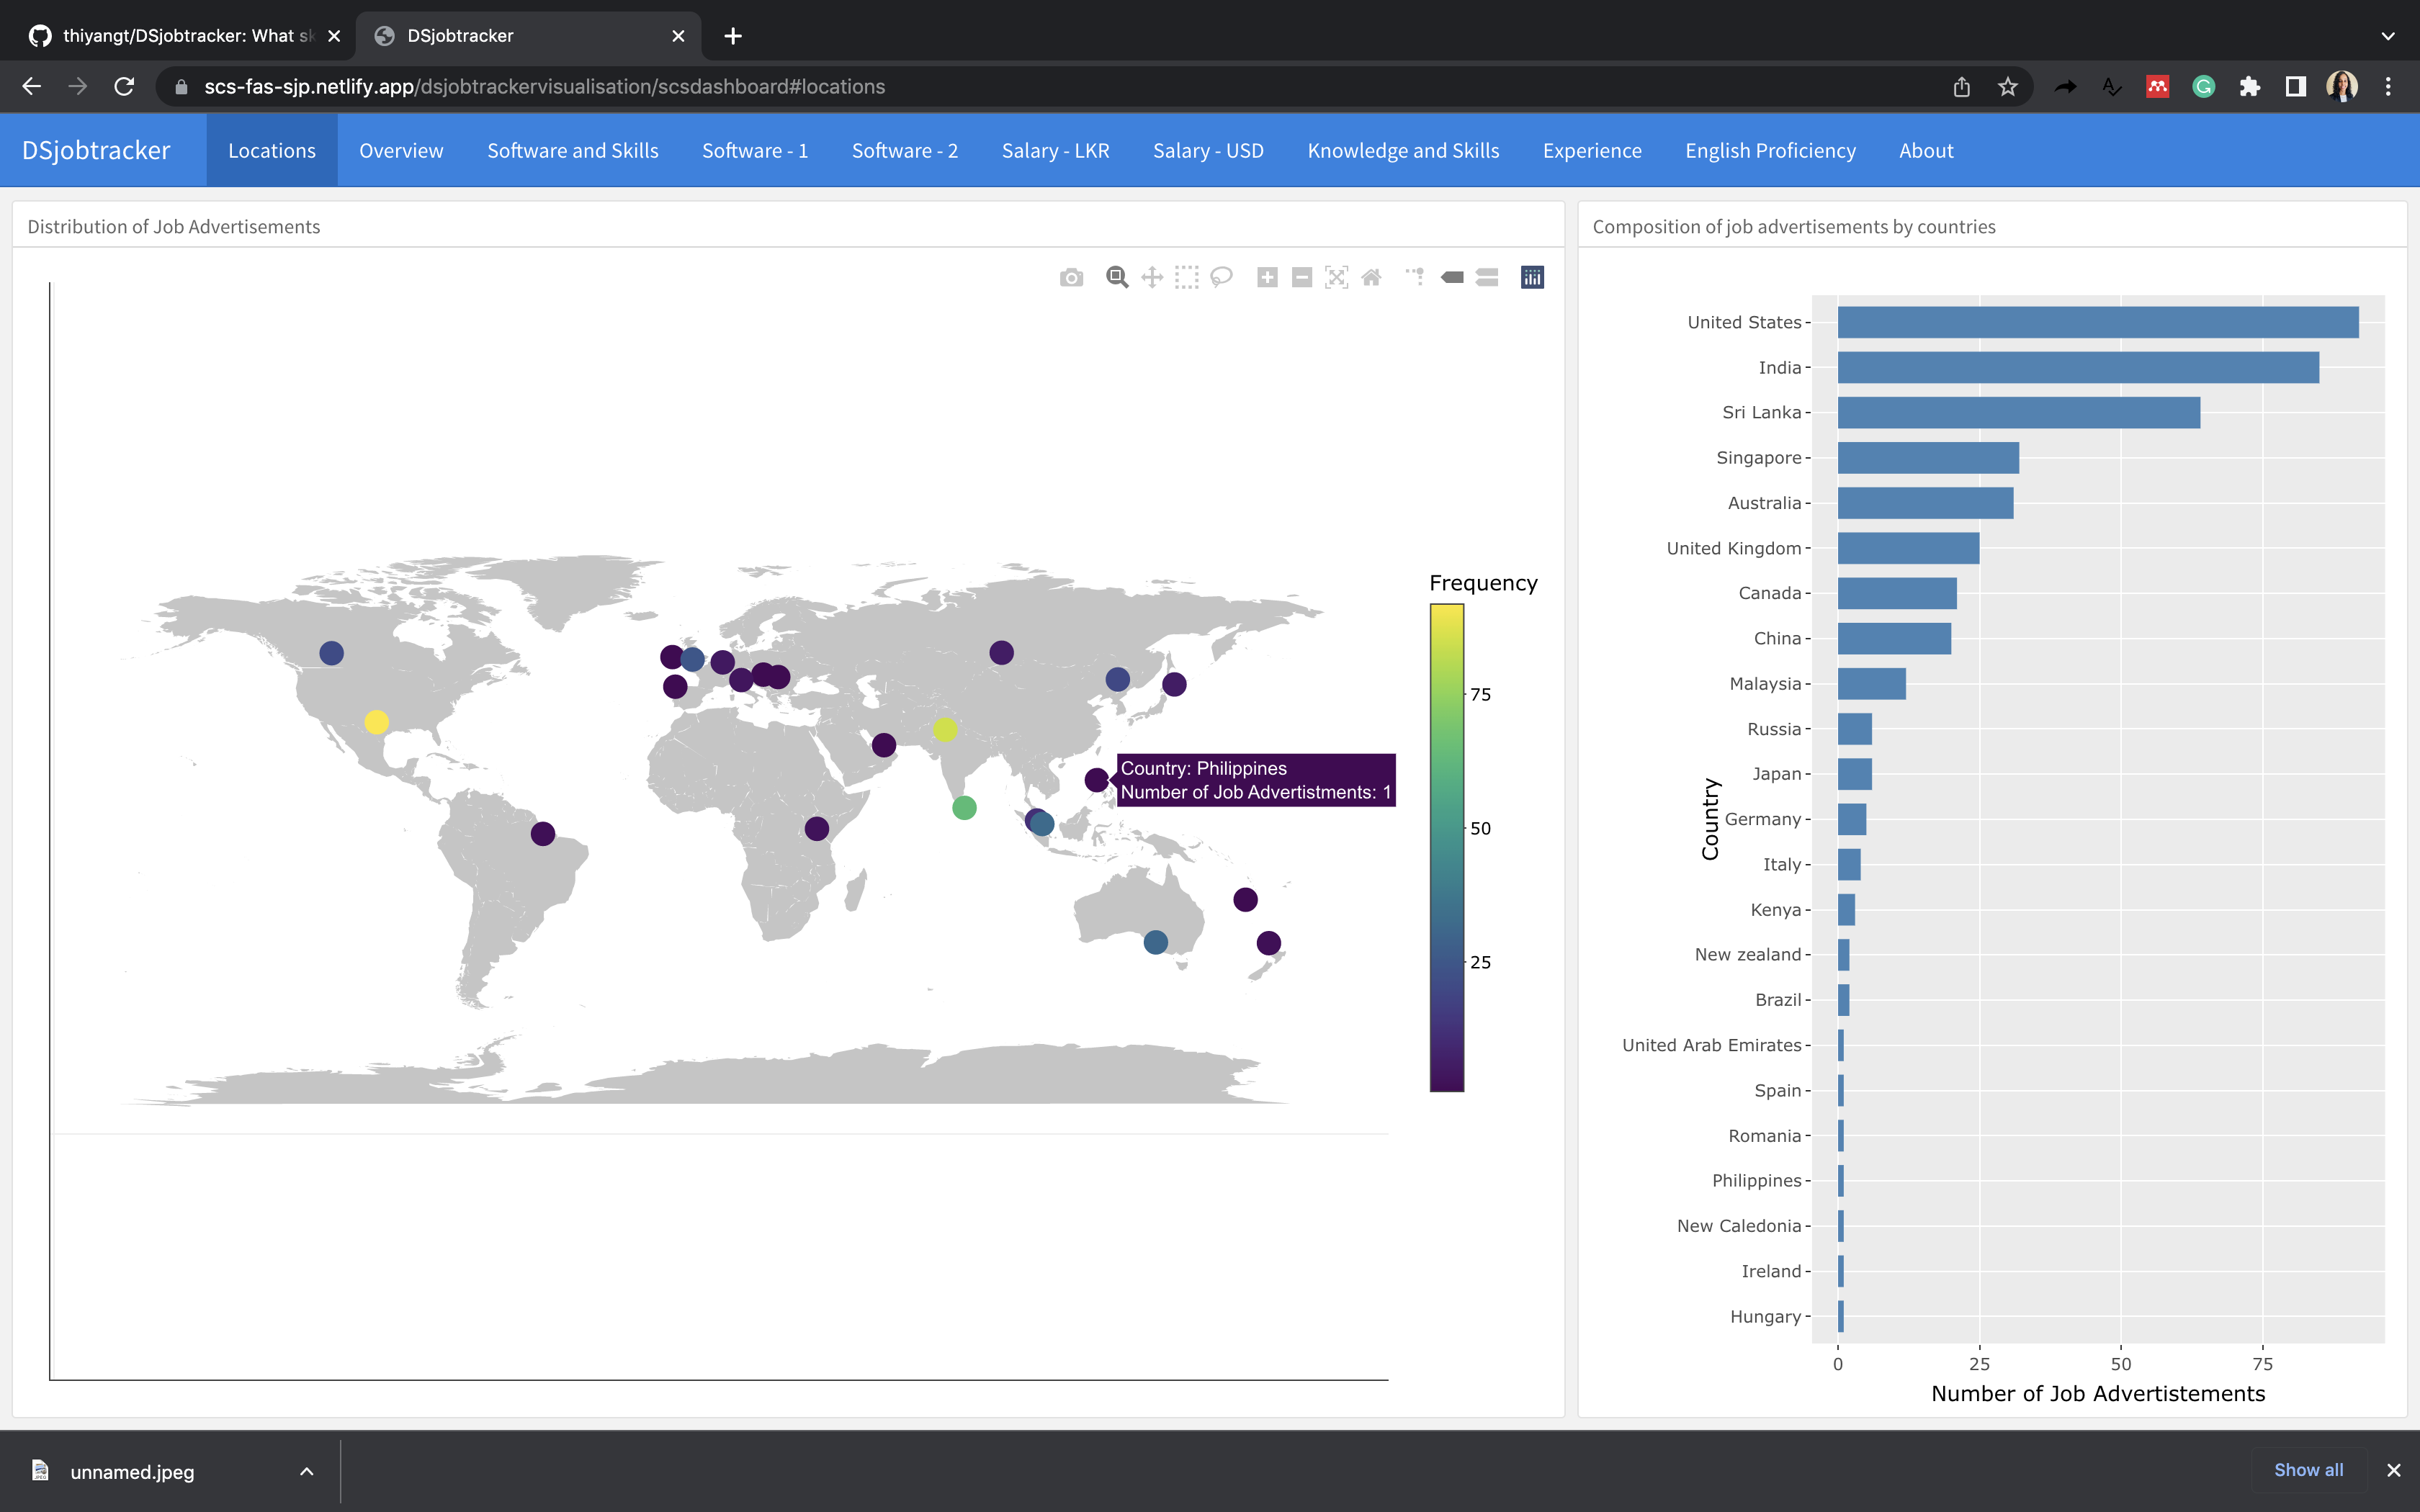 thiyangt/DSjobtracker: What sk
DSjobtracker
scs-fas-sjp.netlify.app/dsjobtrackervisualisation/scsdashboard#locations
DSjobtracker
Locations
Overview
Software and Skills
Software - 1
Software - 2
Salary - LKR
Salary - USD
Knowledge and Skills
Experience
English Proficiency
About
Distribution of Job Advertisements
Frequency
75
50
25
Country: Philippines
Number of Job Advertistments: 1
Composition of job advertisements by countries
United States
India
Sri Lanka
Singapore
Australia
United Kingdom
Canada
China
Malaysia
Russia
Japan
Germany
Italy
Kenya
New zealand
Brazil
United Arab Emirates
Spain
Romania
Philippines
New Caledonia
Ireland
Hungary
Country
0
25
50
75
Number of Job Advertistements
unnamed.jpeg
Show all